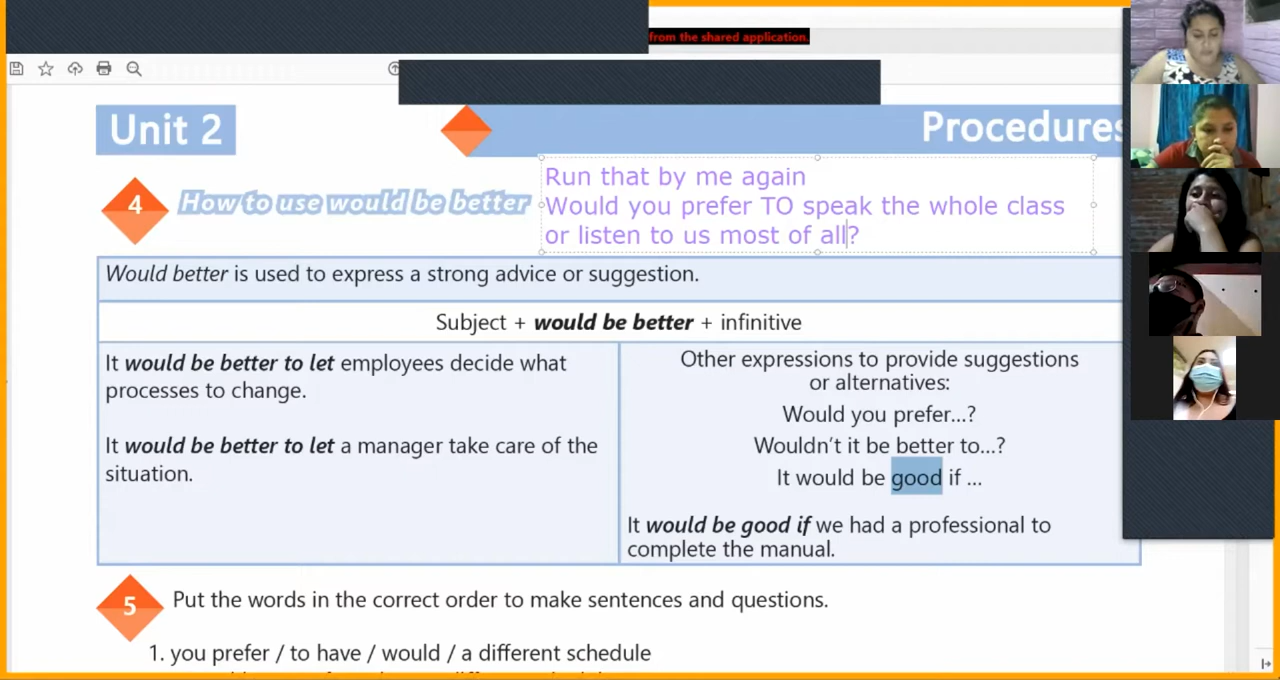 from the shared application.
Unit 2
Procedures
4
How to use would be better
Run that by me again
Would you prefer TO speak the whole class
or listen to us most of all?
Would better is used to express a strong advice or suggestion.
Subject + would be better + infinitive
It would be better to let employees decide what
processes to change.
It would be better to let a manager take care of the
situation.
Other expressions to provide suggestions
or alternatives:
Would you prefer...?
Wouldn't it be better to...?
It would be good if ...
It would be good if we had a professional to
complete the manual.
5
Put the words in the correct order to make sentences and questions.
1. you prefer / to have / would / a different schedule